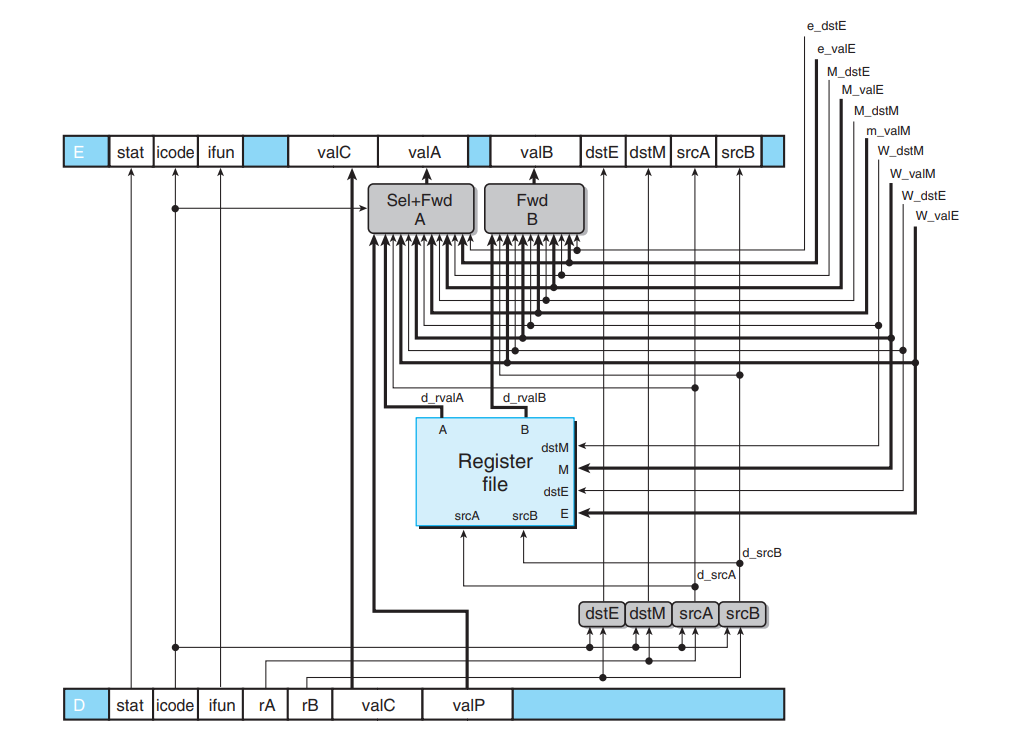 e_dstE
e_valE
M_dstE
M_valE
M_dstM
m_valM
W_dstM
W_valM
W_dstE
W_valE
E stat icode ifun valC valA valB dstE dstM srcA srcB
Sel+Fwd
A
Fwd
B
d_rvalA d_rvalB
A B
dstM
Register
file
M
dstE
E
srcA srcB
d_srcB
d_srcA
dstE dstM srcA srcB
D stat icode ifun rA rB valC valP